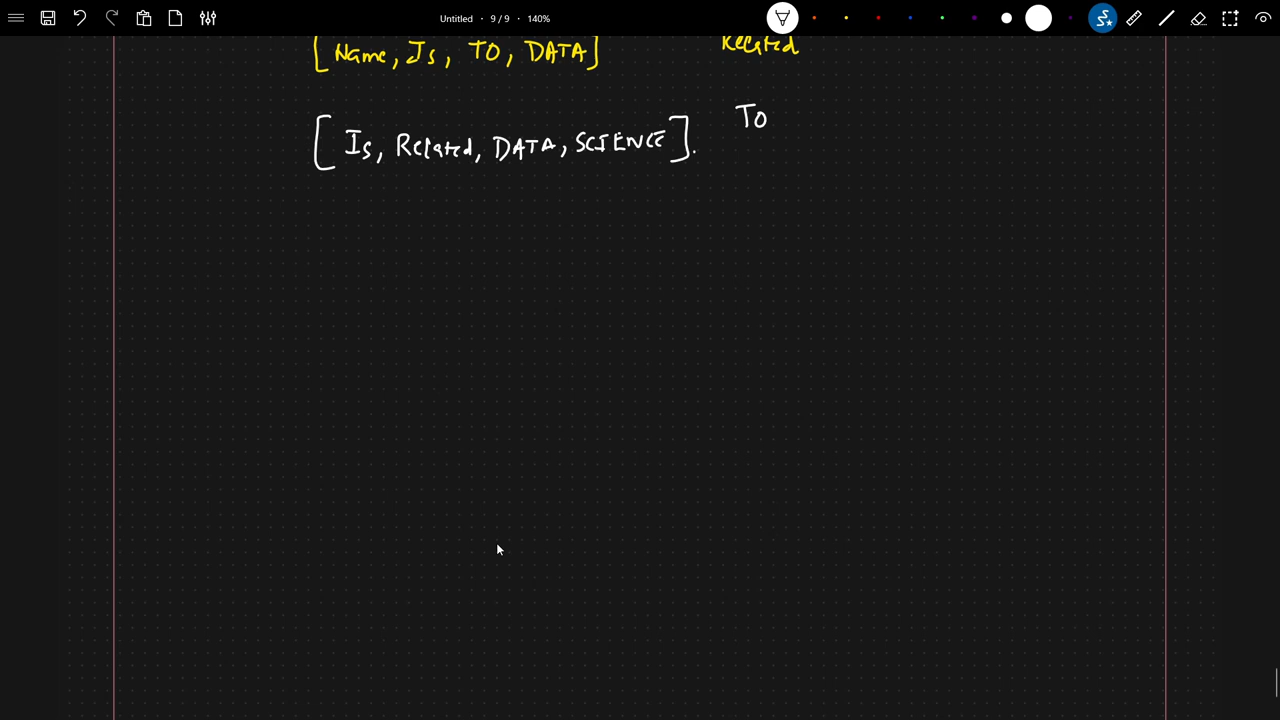 Untitled • 9 / 9 • 140%
[Name, Is, TO, DATA] Related
[Is, Related, DATA, SCIENCE]. To